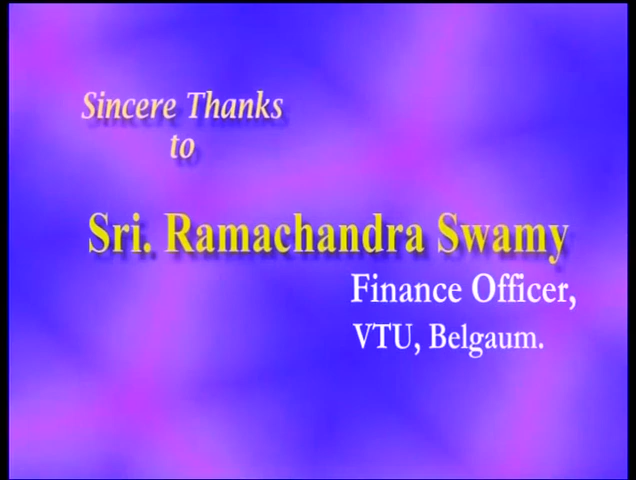 Sincere Thanks
to
Sri. Ramachandra Swamy
Finance Officer,
VTU, Belgaum.